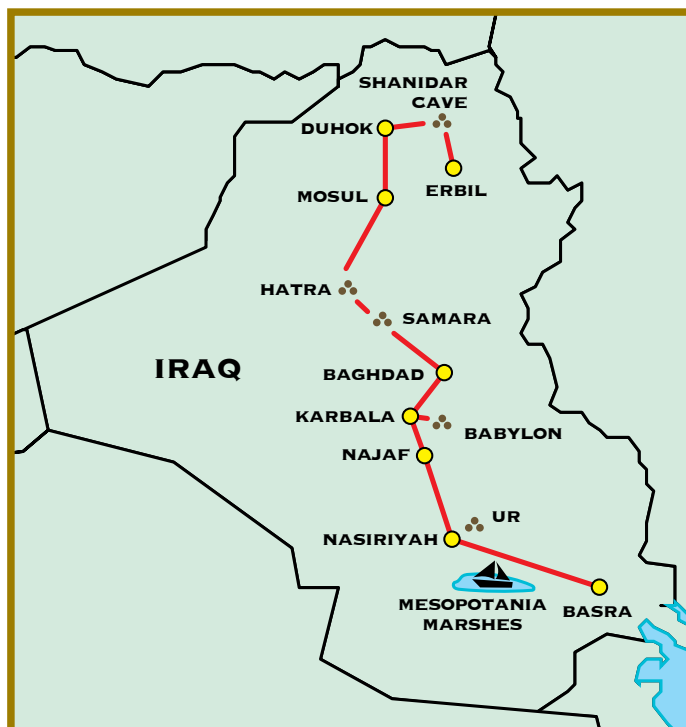 SHANIDAR
CAVE
DUHOK
ERBIL
MOSUL
HATRA
SAMARA
IRAQ
BAGHDAD
KARBALA
BABYLON
NAJAF
UR
NASIRIYAH
MESOPOTANIA
MARSHES
BASRA